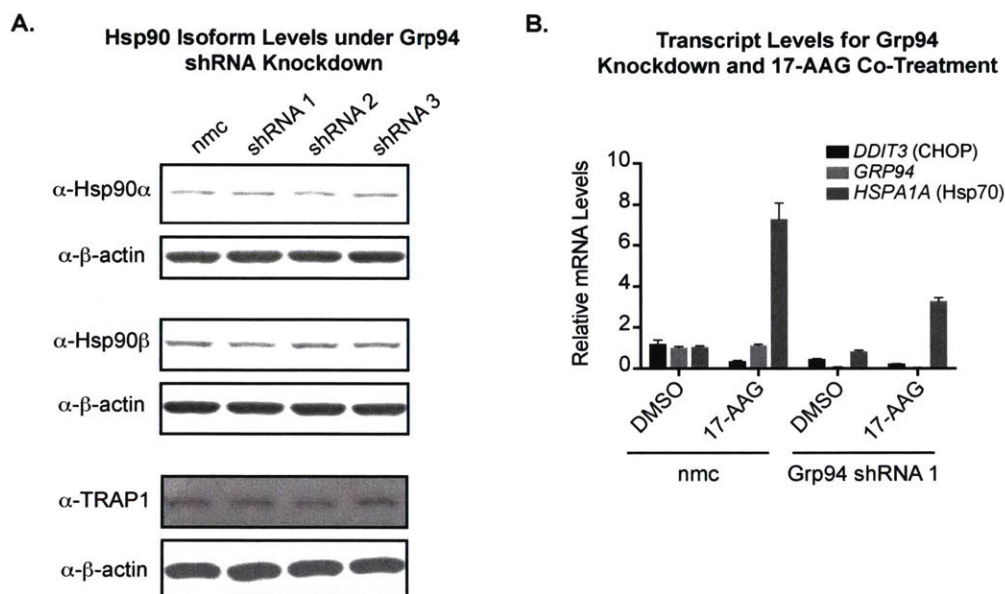 A.
Hsp90 Isoform Levels under Grp94
shRNA Knockdown
nmc
shRNA 1
shRNA 2
shRNA 3
α-Hsp90α
α-β-actin
α-Hsp90β
α-β-actin
α-TRAP1
α-β-actin
B.
Transcript Levels for Grp94
Knockdown and 17-AAG Co-Treatment
DDIT3 (CHOP)
GRP94
HSPA1A (Hsp70)
Relative mRNA Levels
10
8
6
4
2
0
DMSO
17-AAG
DMSO
17-AAG
nmc
Grp94 shRNA 1